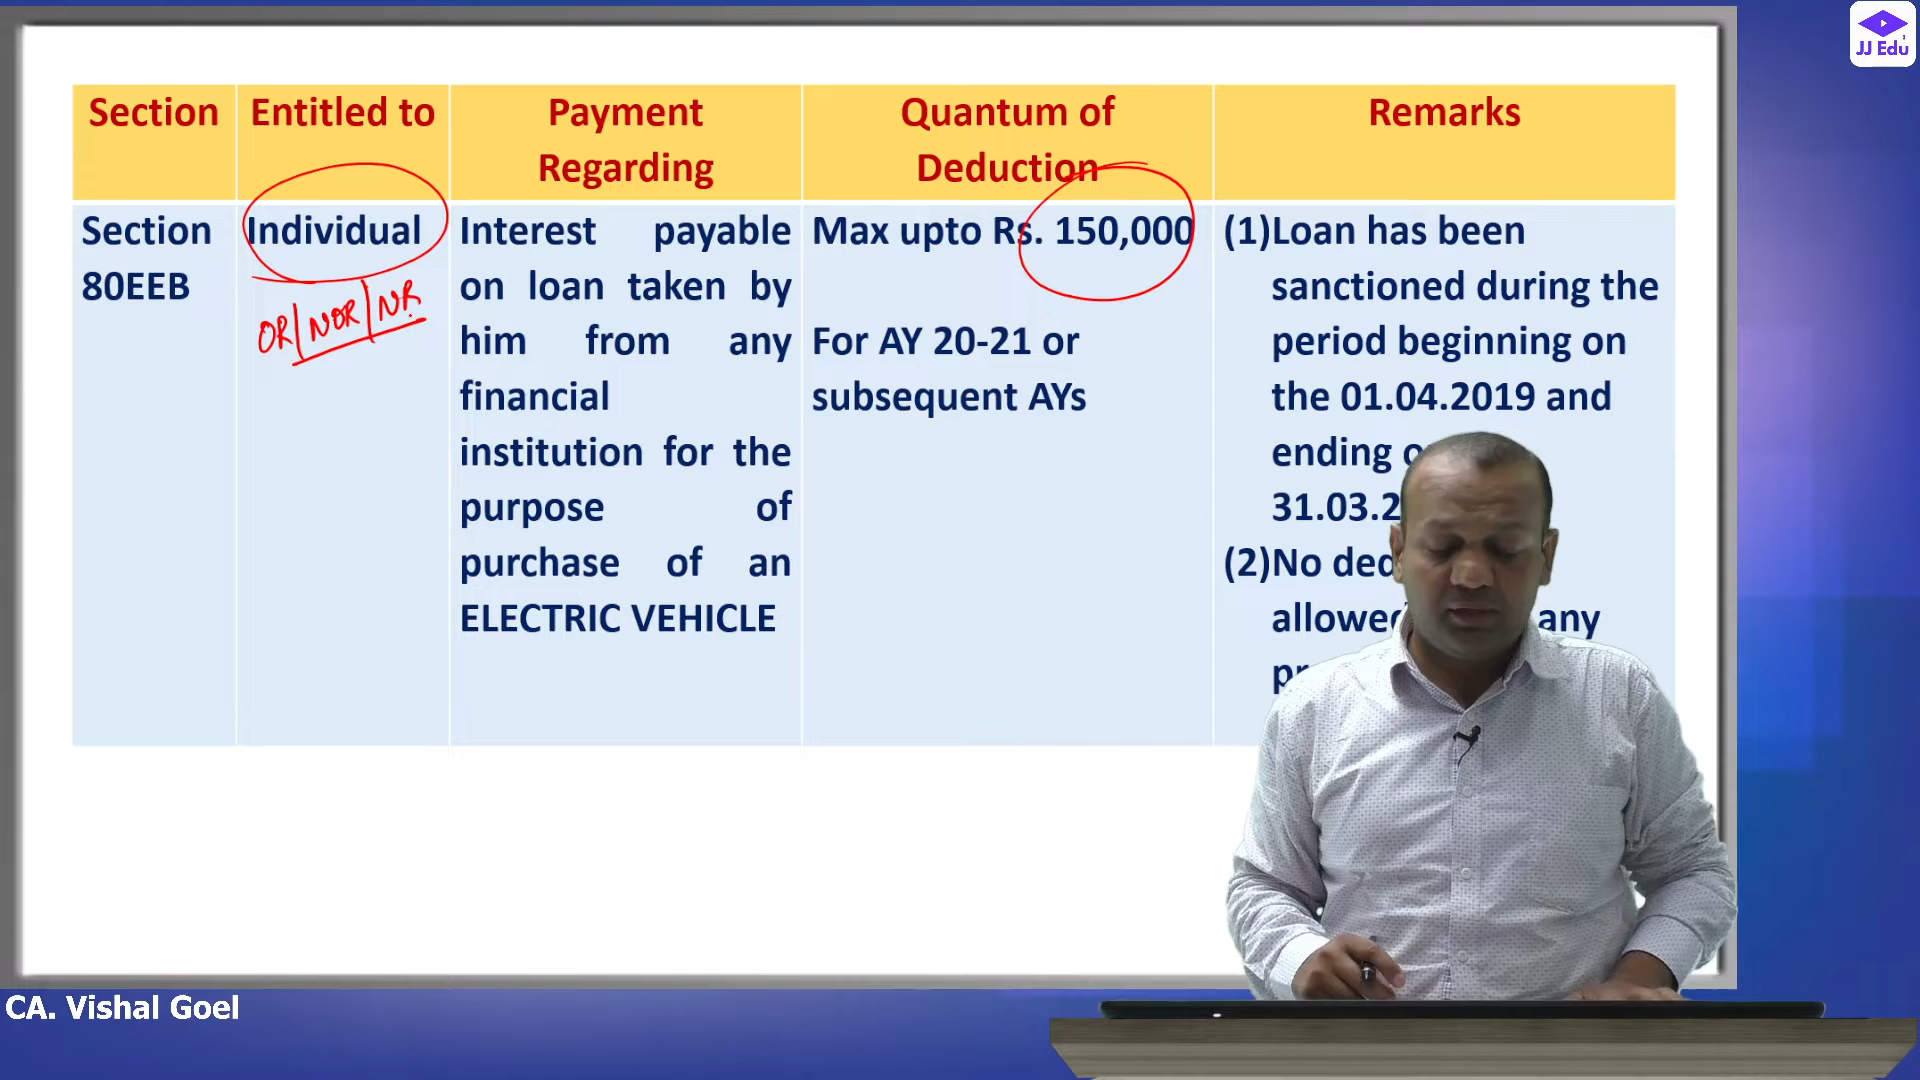 JJ Edu
Section
Entitled to
Payment
Regarding
Quantum of
Deduction
Remarks
Section
80EEB
Individual
OR|NOR|NR
Interest payable
on loan taken by
him from any
financial
institution for the
purpose of
purchase of an
ELECTRIC VEHICLE
Max upto Rs. 150,000
For AY 20-21 or
subsequent AYs
(1)Loan has been
sanctioned during the
period beginning on
the 01.04.2019 and
ending
31.03.2
(2)No
allowed any
CA. Vishal Goel